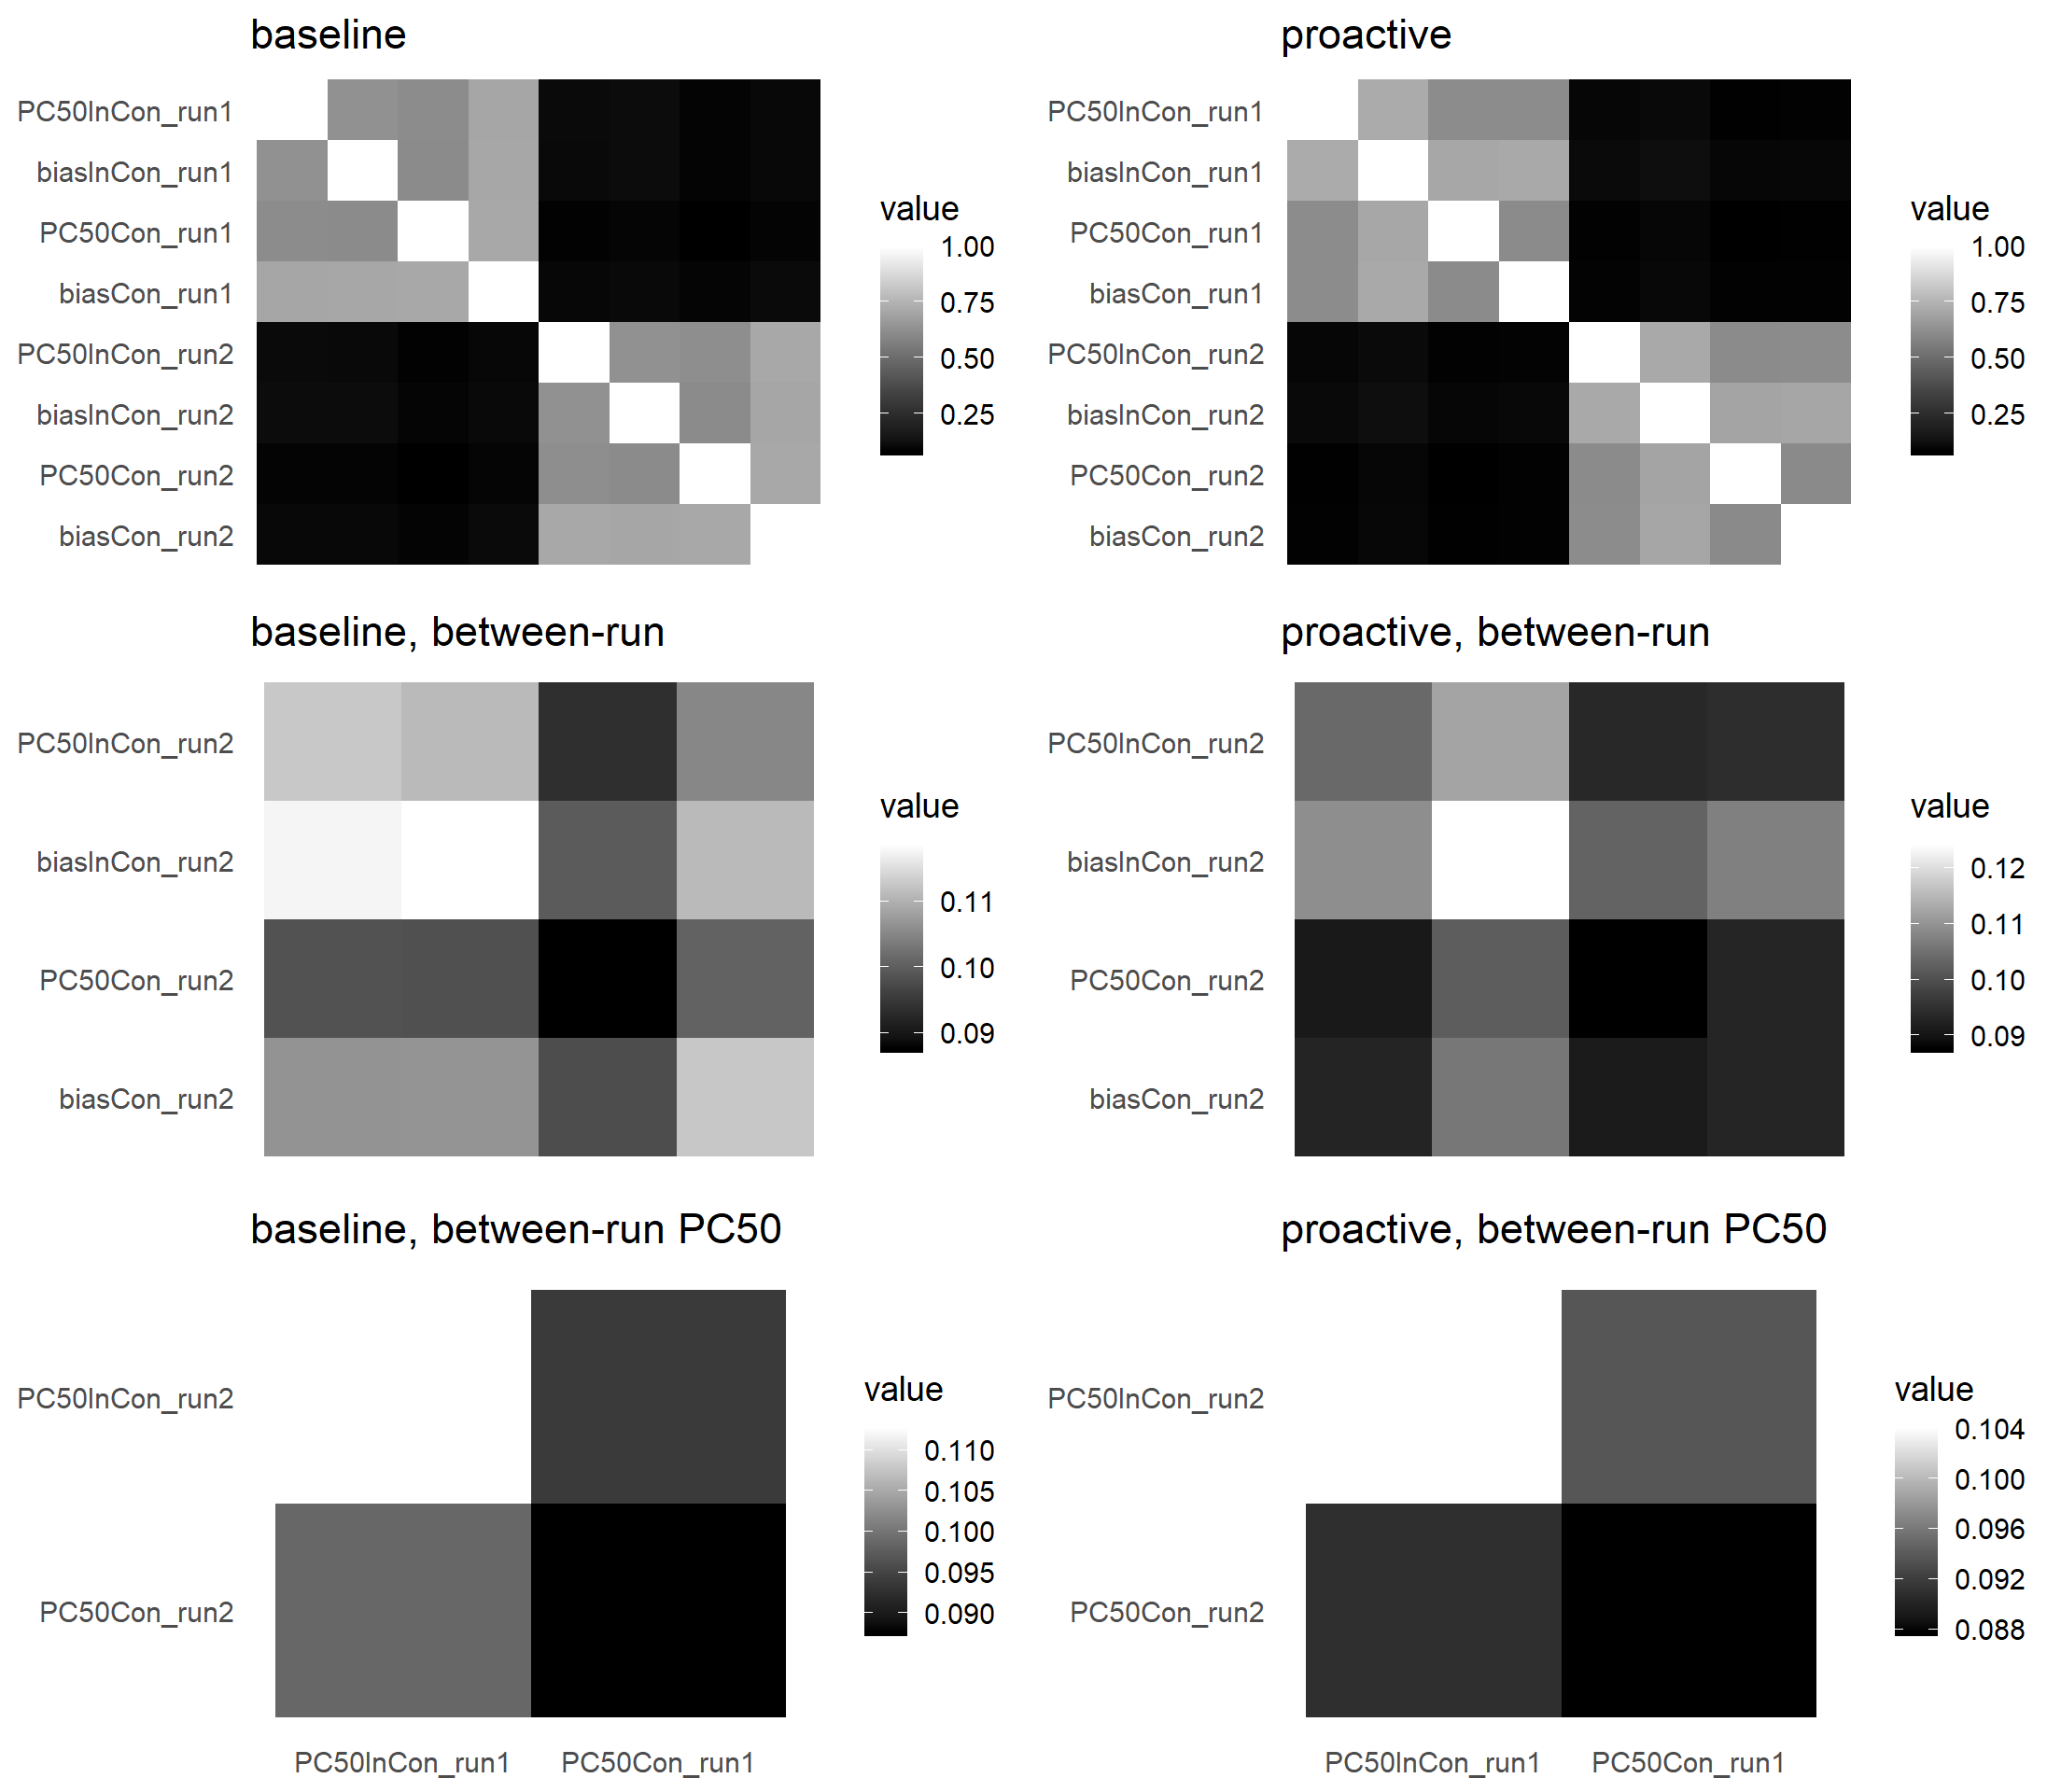 baseline
PC50InCon_run1
biasInCon_run1
PC50Con_run1
biasCon_run1
PC50InCon_run2
biasInCon_run2
PC50Con_run2
biasCon_run2
value
1.00
0.75
0.50
0.25
proactive
PC50InCon_run1
biasInCon_run1
PC50Con_run1
biasCon_run1
PC50InCon_run2
biasInCon_run2
PC50Con_run2
biasCon_run2
value
1.00
0.75
0.50
0.25
baseline, between-run
PC50InCon_run2
biasInCon_run2
PC50Con_run2
biasCon_run2
value
0.11
0.10
0.09
proactive, between-run
PC50InCon_run2
biasInCon_run2
PC50Con_run2
biasCon_run2
value
0.12
0.11
0.10
0.09
baseline, between-run PC50
PC50InCon_run2
PC50Con_run2
PC50InCon_run1 PC50Con_run1
value
0.110
0.105
0.100
0.095
0.090
proactive, between-run PC50
PC50InCon_run2
PC50Con_run2
PC50InCon_run1 PC50Con_run1
value
0.104
0.100
0.096
0.092
0.088